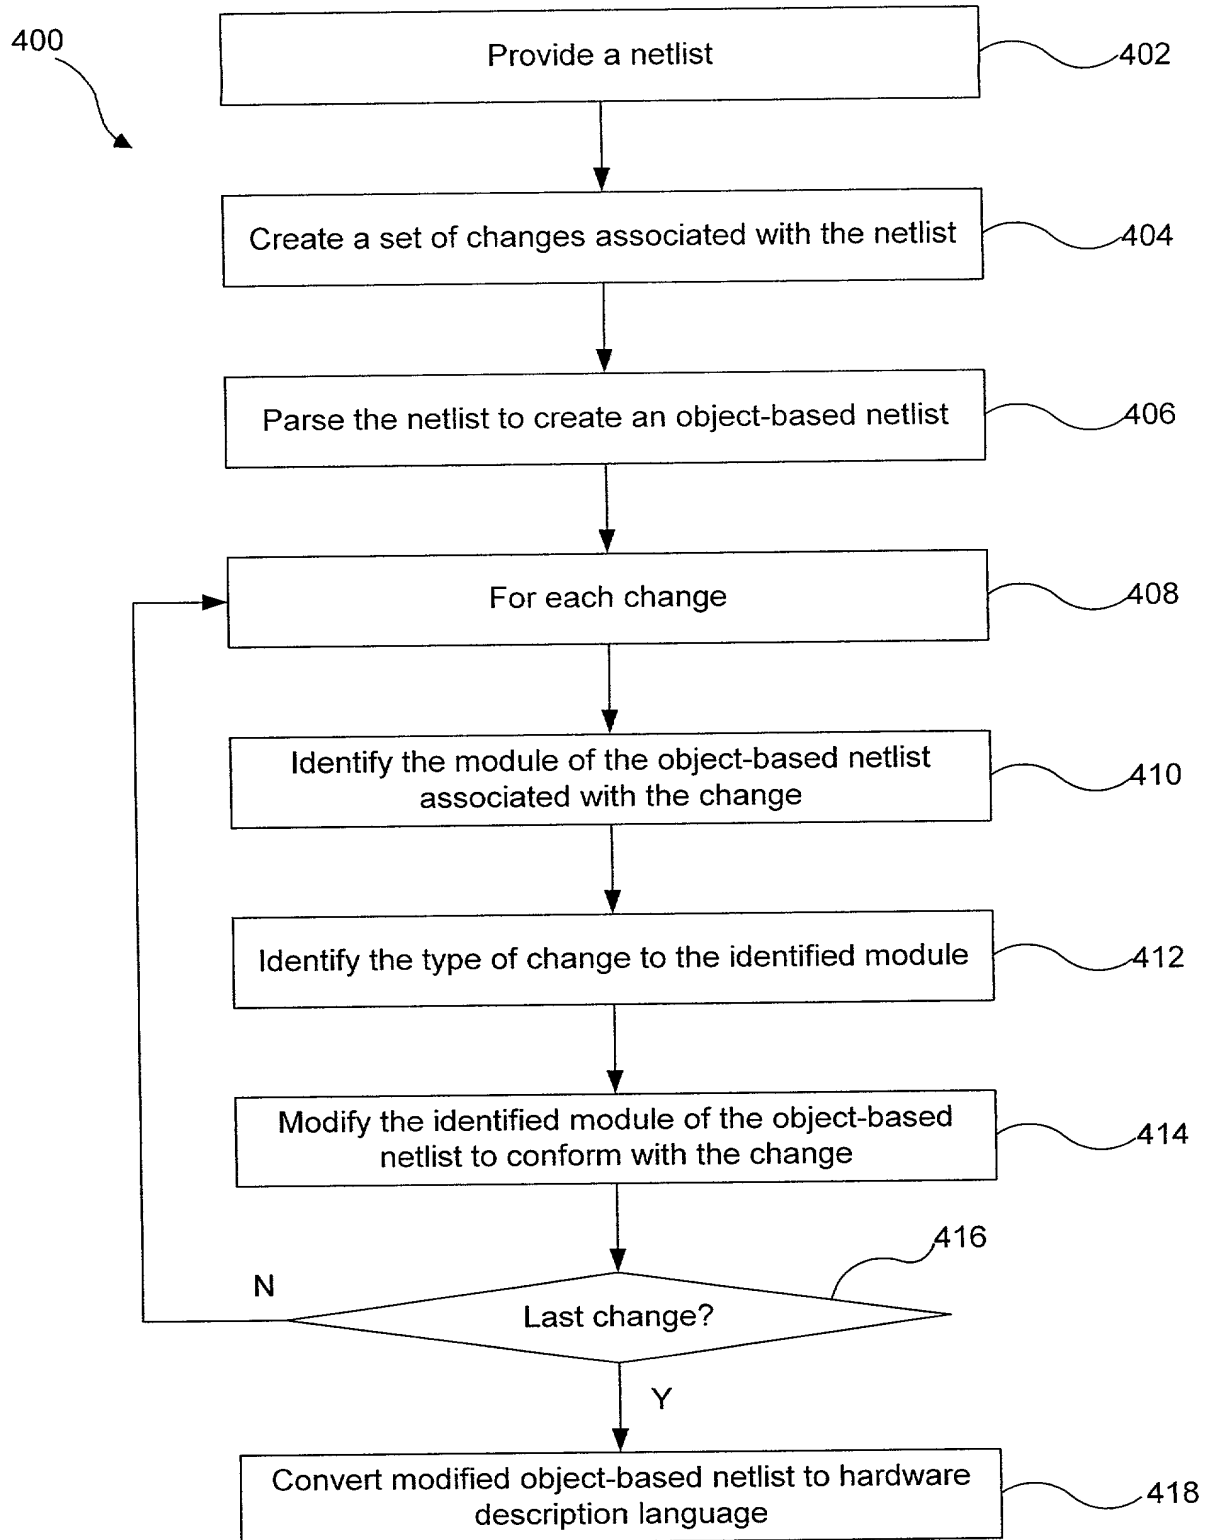 400
Provide a netlist
402
Create a set of changes associated with the netlist
404
Parse the netlist to create an object-based netlist
406
For each change
408
Identify the module of the object-based netlist
associated with the change
410
Identify the type of change to the identified module
412
Modify the identified module of the object-based
netlist to conform with the change
414
416
N
Last change?
Y
Convert modified object-based netlist to hardware
description language
418